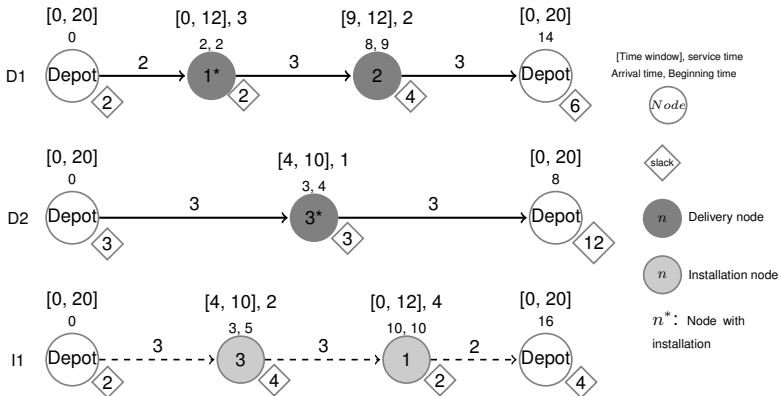 [0, 20] [0, 12], 3 [9, 12], 2 [0, 20]
0 2, 2 8, 9 14
D1 Depot 2 1* 3 2 3 Depot
2 2 4 6
[0, 20] [4, 10], 1 [0, 20]
0 3, 4 8
D2 Depot 3 3* 3 Depot
3 3 12
[0, 20] [4, 10], 2 [0, 12], 4 [0, 20]
0 3, 5 10, 10 16
I1 Depot 3 3 3 1 2 Depot
2 4 2 4
[Time window], service time
Arrival time, Beginning time
Node
slack
n Delivery node
n Installation node
n*: Node with
installation